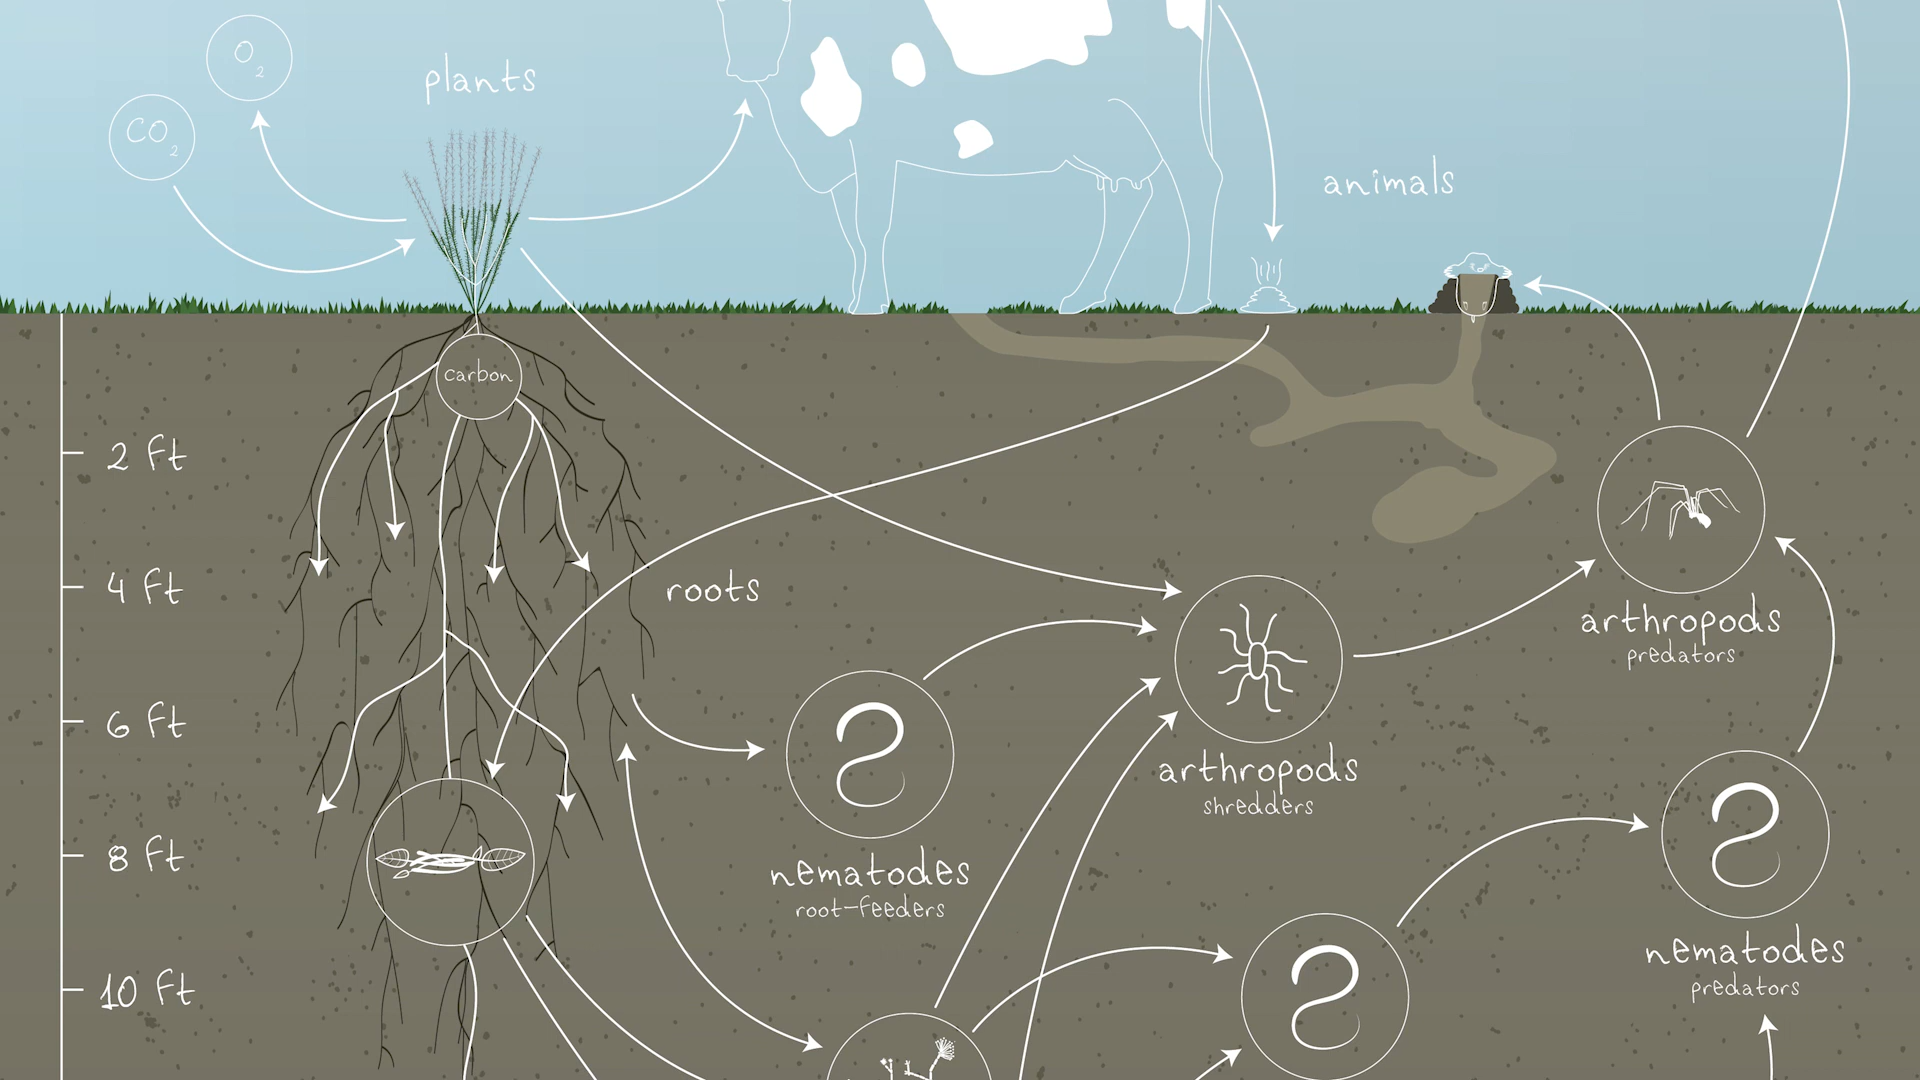 O2
plants
CO2
animals
carbon
2 ft
4 ft
roots
arthropods
predators
6 ft
arthropods
shredders
8 ft
nematodes
root-feeders
nematodes
predators
10 ft